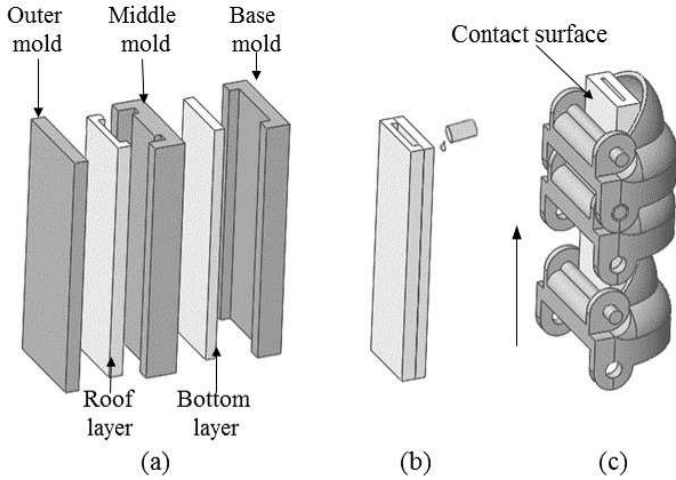 Outer
mold
Middle
mold
Base
mold
Contact surface
Roof
layer
Bottom
layer
(a)
(b)
(c)